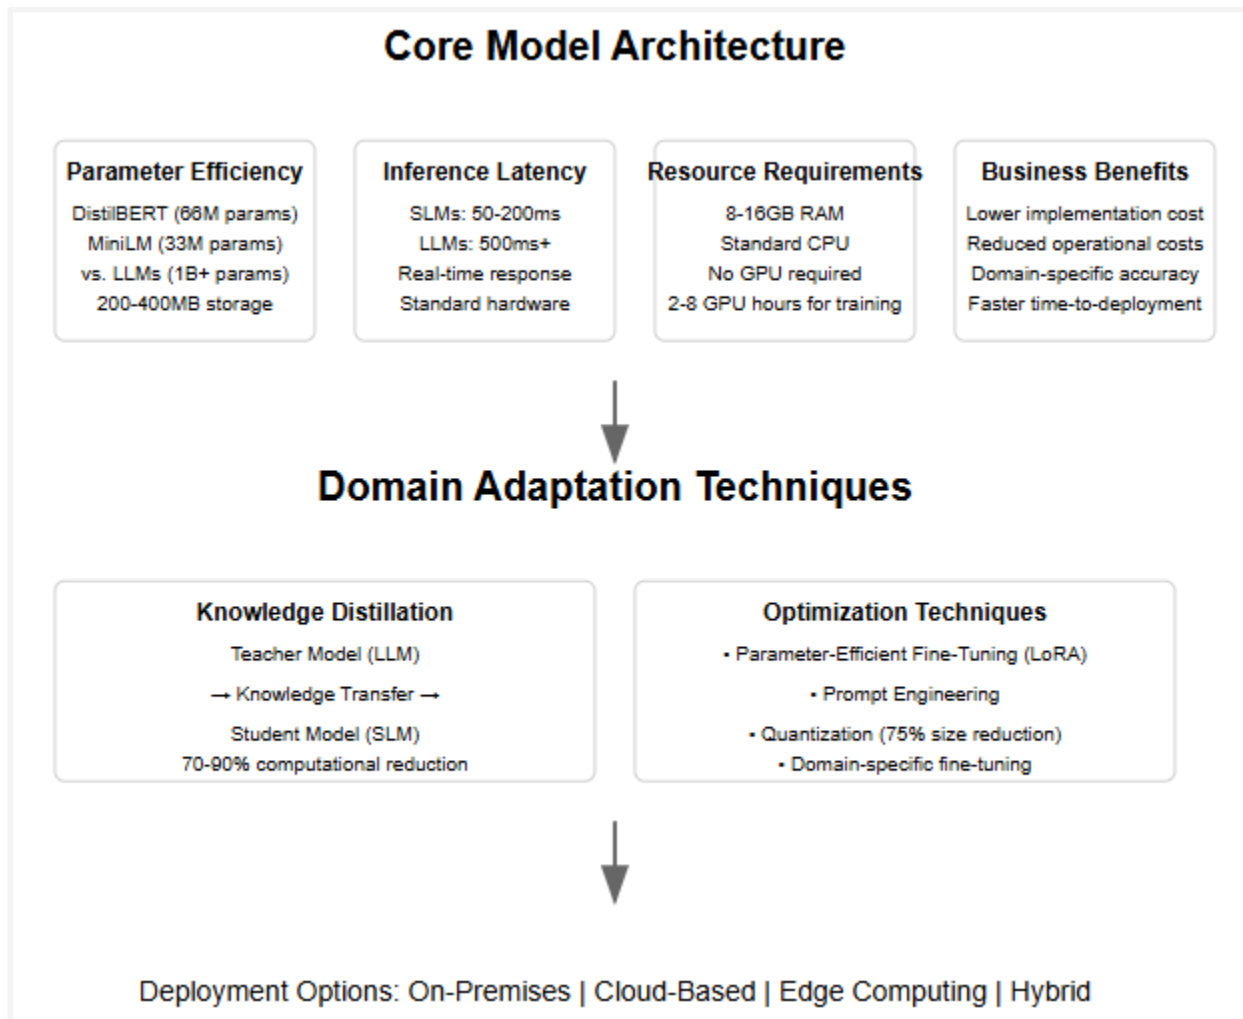 Core Model Architecture
Parameter Efficiency
DistilBERT (66M params)
MiniLM (33M params)
vs. LLMs (1B+ params)
200-400MB storage
Inference Latency
SLMs: 50-200ms
LLMs: 500ms+
Real-time response
Standard hardware
Resource Requirements
8-16GB RAM
Standard CPU
No GPU required
2-8 GPU hours for training
Business Benefits
Lower implementation cost
Reduced operational costs
Domain-specific accuracy
Faster time-to-deployment
Domain Adaptation Techniques
Knowledge Distillation
Teacher Model (LLM)
→ Knowledge Transfer →
Student Model (SLM)
70-90% computational reduction
Optimization Techniques
• Parameter-Efficient Fine-Tuning (LoRA)
• Prompt Engineering
• Quantization (75% size reduction)
• Domain-specific fine-tuning
Deployment Options: On-Premises | Cloud-Based | Edge Computing | Hybrid